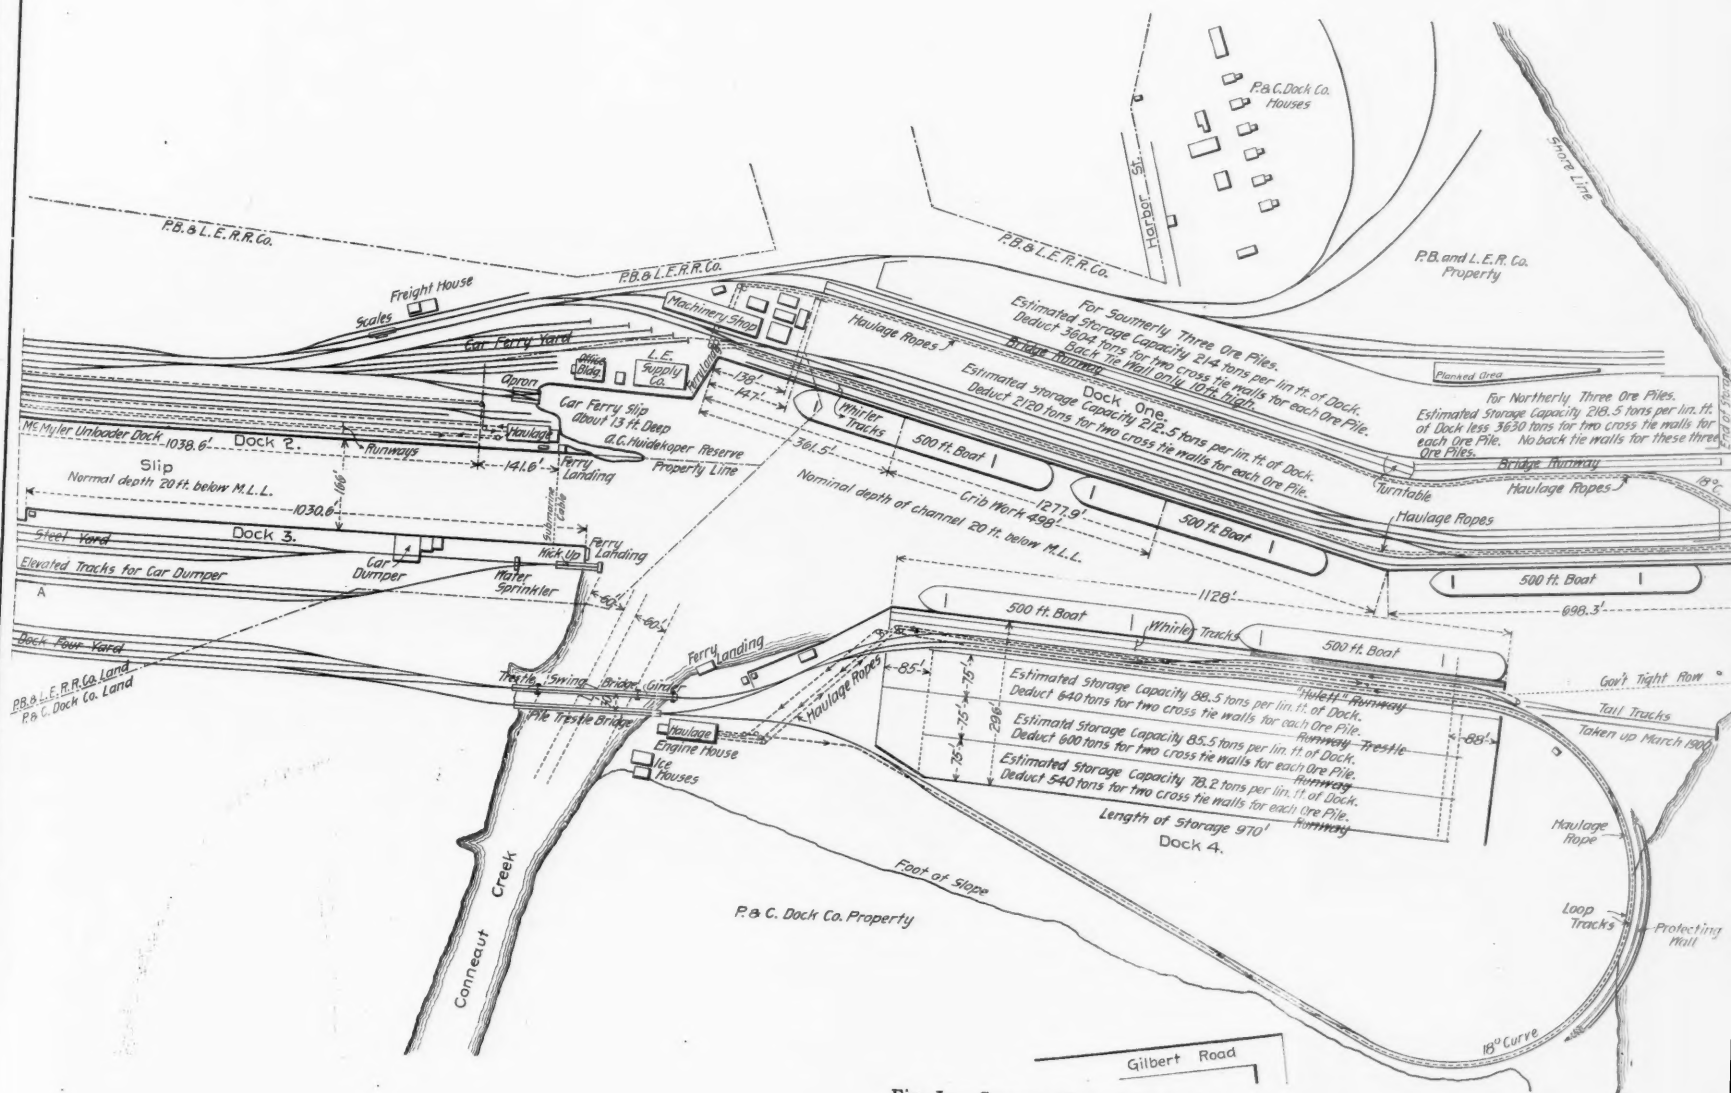 P.& C. Dock Co.
Houses
Harbor St.
Shore Line
P.B.& L.E.R.R.Co.
P.B.& L.E.R.R.Co.
P.B.& L.E.R.R.Co.
P.B. and L.E.R. Co.
Property
Freight House
Scales
Machinery Shop
Car Ferry Yard
Office
Bldg.
L.E.
Supply
Co.
Ferry Landg
Apron
Car Ferry Slip
About 13 ft. Deep
A.C. Huidekoper Reserve
Property Line
Haulage
McMyler Unloader Dock
1038.6'
Dock 2.
Runways
141.6'
Ferry
Landing
Slip
Normal depth 20 ft. below M.L.L.
166'
1030.6'
Submarine
Cable
Dock 3.
Steel Yard
Car
Dumper
Kick Up
Ferry
Landing
Water
Sprinkler
Elevated Tracks for Car Dumper
A
Dock Four Yard
P.B.& L.E.R.R.Co. Land
P.& C. Dock Co. Land
60'
60'
138'
147'
361.5'
Whirler
Tracks
500 ft. Boat
500 ft. Boat
Crib Work 498'
1277.9'
Nominal depth of channel 20 ft. below M.L.L.
Haulage Ropes
Bridge Runway
For Southerly Three Ore Piles.
Estimated Storage Capacity 214 tons per lin ft. of Dock.
Deduct 3604 tons for two cross tie walls for each Ore Pile.
Back Tie Wall only 10 ft. high.
Dock One.
Estimated Storage Capacity 212.5 tons per lin. ft. of Dock.
Deduct 2120 tons for two cross tie walls for each Ore Pile.
Planked Area
For Northerly Three Ore Piles.
Estimated Storage Capacity 218.5 tons per lin. ft.
of Dock less 3630 tons for two cross tie walls for
each Ore Pile. No back tie walls for these three
Ore Piles.
Bridge Runway
Turntable
Haulage Ropes
18° C.
Haulage Ropes
500 ft. Boat
698.3'
1128'
500 ft. Boat
Whirler Tracks
500 ft. Boat
Ferry Landing
Haulage Ropes
Trestle Swing Bridge Gird
Pile Trestle Bridge
Haulage
Engine House
Ice
Houses
85'
75'
75'
75'
296'
Estimated Storage Capacity 88.5 tons per lin. ft. of Dock.
"Hulett" Runway
Deduct 640 tons for two cross tie walls for each Ore Pile.
Estimatd Storage Capacity 85.5 tons per lin. ft. of Dock.
Runway Trestle
Deduct 600 tons for two cross tie walls for each Ore Pile.
Estimated Storage Capacity 78.2 tons per lin. ft. of Dock.
Runway
Deduct 540 tons for two cross tie walls for each Ore Pile.
Length of Storage 970'
Runway
Dock 4.
88'
Gov't Tight Row
Tail Tracks
Taken up March 1900
Haulage
Rope
Loop
Tracks
Protecting
Wall
18° Curve
Conneaut Creek
Foot of Slope
P. & C. Dock Co. Property
Gilbert Road